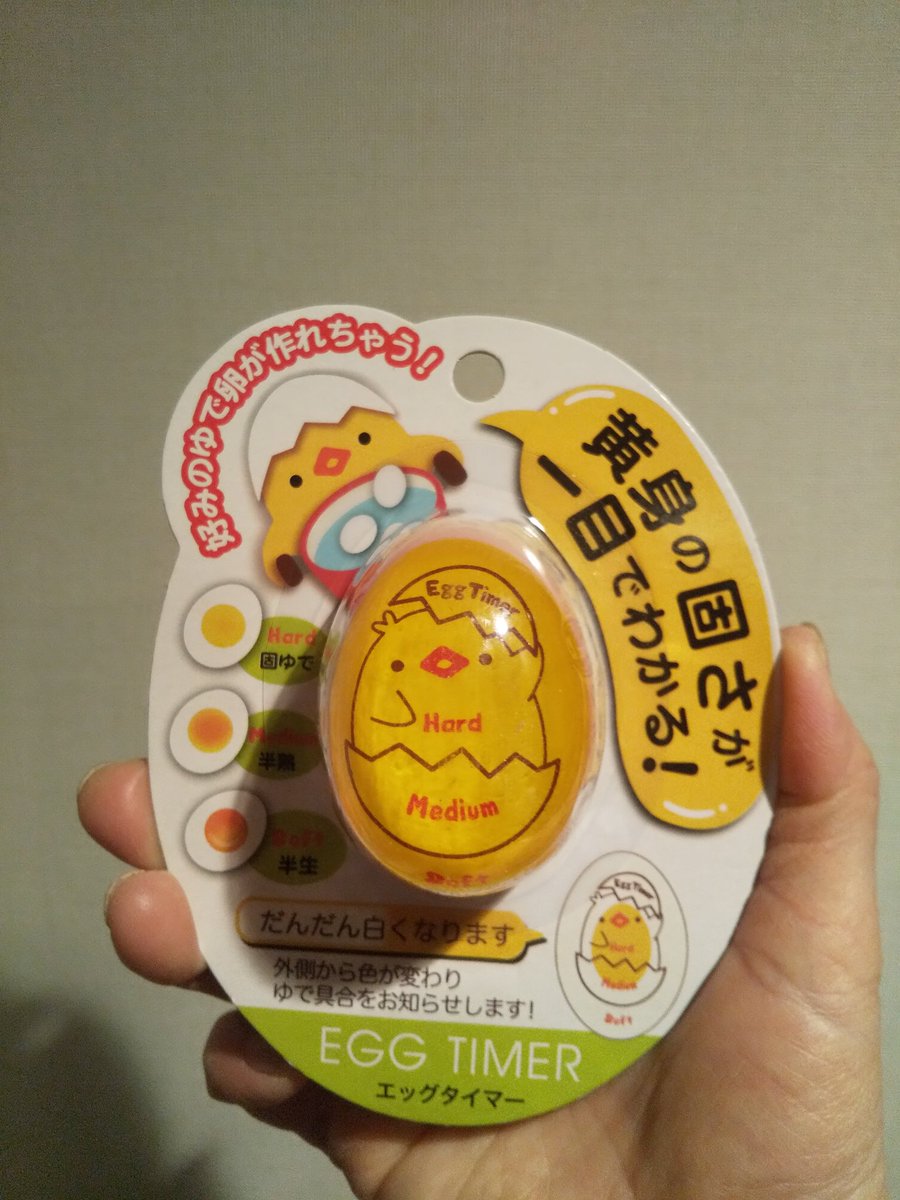 好みのゆで卵が作れちゃう!
黄身の固さが
一目でわかる!
Egg Timer
Hard
Medium
Soft
Hard
固ゆで
Medium
半熟
Soft
半生
だんだん白くなります
外側から色が変わり
ゆで具合をお知らせします!
Egg Timer
Hard
Medium
Soft
EGG TIMER
エッグタイマー